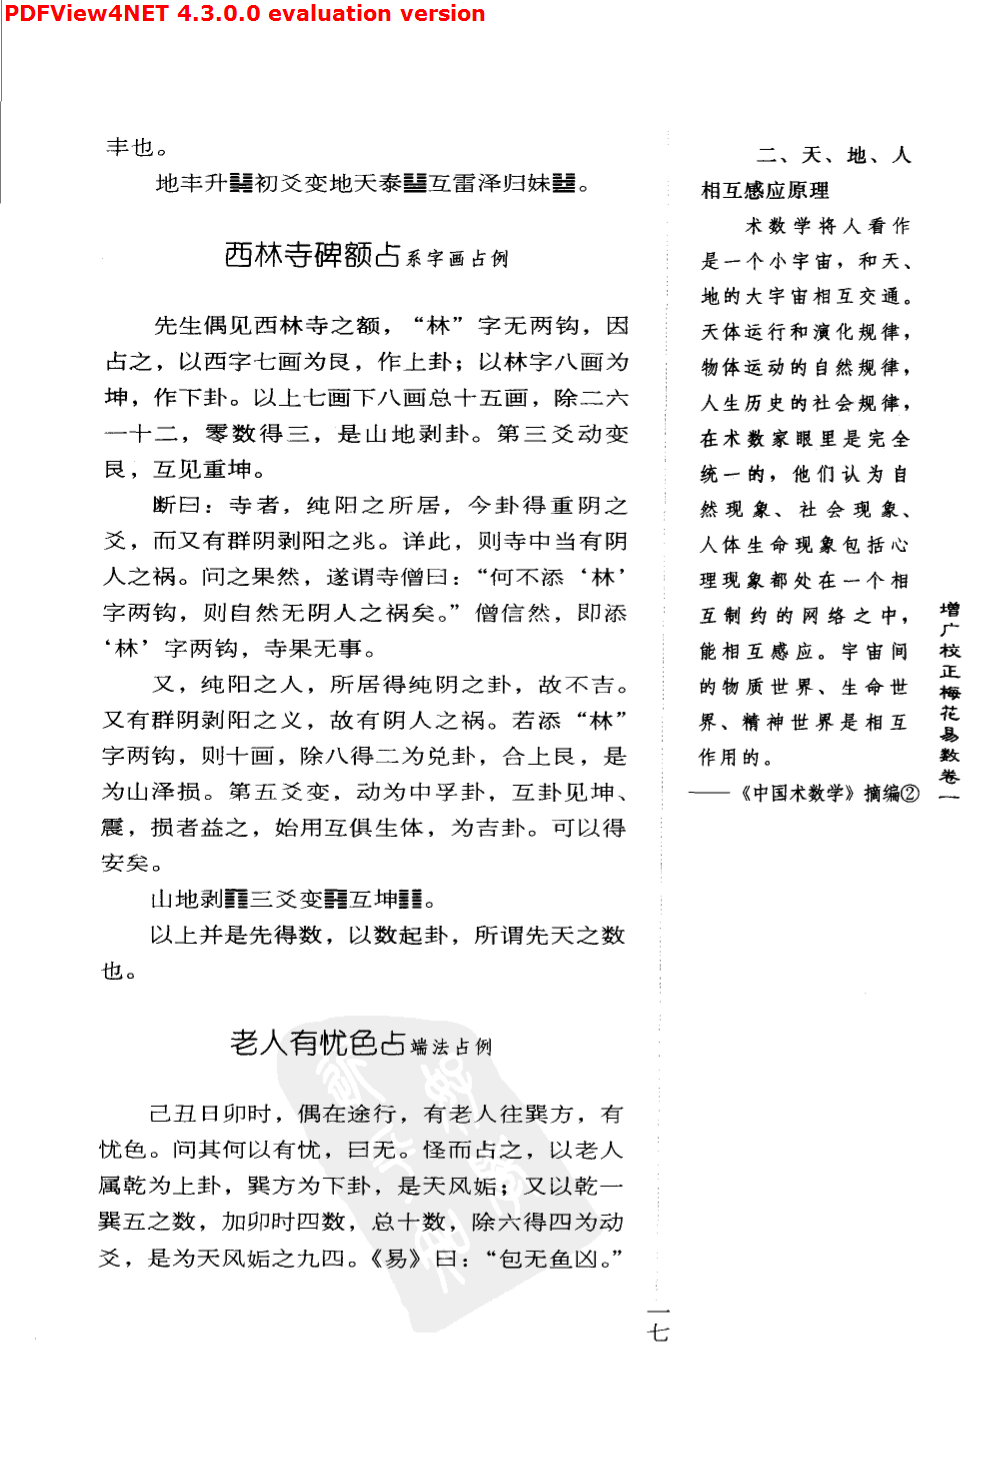 PDFView4NET 4.3.0.0 evaluation version
丰也。
地丰升䷭初爻变地天泰䷊互雷泽归妹䷵。
西林寺碑额占系字画占例
先生偶见西林寺之额，“林”字无两钩，因
占之，以西字七画为艮，作上卦；以林字八画为
坤，作下卦。以上七画下八画总十五画，除二六
一十二，零数得三，是山地剥卦。第三爻动变
艮，互见重坤。
断曰：寺者，纯阳之所居，今卦得重阴之
爻，而又有群阴剥阳之兆。详此，则寺中当有阴
人之祸。问之果然，遂谓寺僧曰：“何不添‘林’
字两钩，则自然无阴人之祸矣。”僧信然，即添
‘林’字两钩，寺果无事。
又，纯阳之人，所居得纯阴之卦，故不吉。
又有群阴剥阳之义，故有阴人之祸。若添“林”
字两钩，则十画，除八得二为兑卦，合上艮，是
为山泽损。第五爻变，动为中孚卦，互卦见坤、
震，损者益之，始用互俱生体，为吉卦。可以得
安矣。
山地剥䷖三爻变䷳互坤䷁。
以上并是先得数，以数起卦，所谓先天之数
也。
老人有忧色占端法占例
己丑日卯时，偶在途行，有老人往巽方，有
忧色。问其何以有忧，曰无。怪而占之，以老人
属乾为上卦，巽方为下卦，是天风姤；又以乾一
巽五之数，加卯时四数，总十数，除六得四为动
爻，是为天风姤之九四。《易》曰：“包无鱼凶。”
二、天、地、人
相互感应原理
术数学将人看作
是一个小宇宙，和天、
地的大宇宙相互交通。
天体运行和演化规律，
物体运动的自然规律，
人生历史的社会规律，
在术数家眼里是完全
统一的，他们认为自
然现象、社会现象、
人体生命现象包括心
理现象都处在一个相
互制约的网络之中，
能相互感应。宇宙间
的物质世界、生命世
界、精神世界是相互
作用的。
——《中国术数学》摘编②
增广校正梅花易数卷一
一七